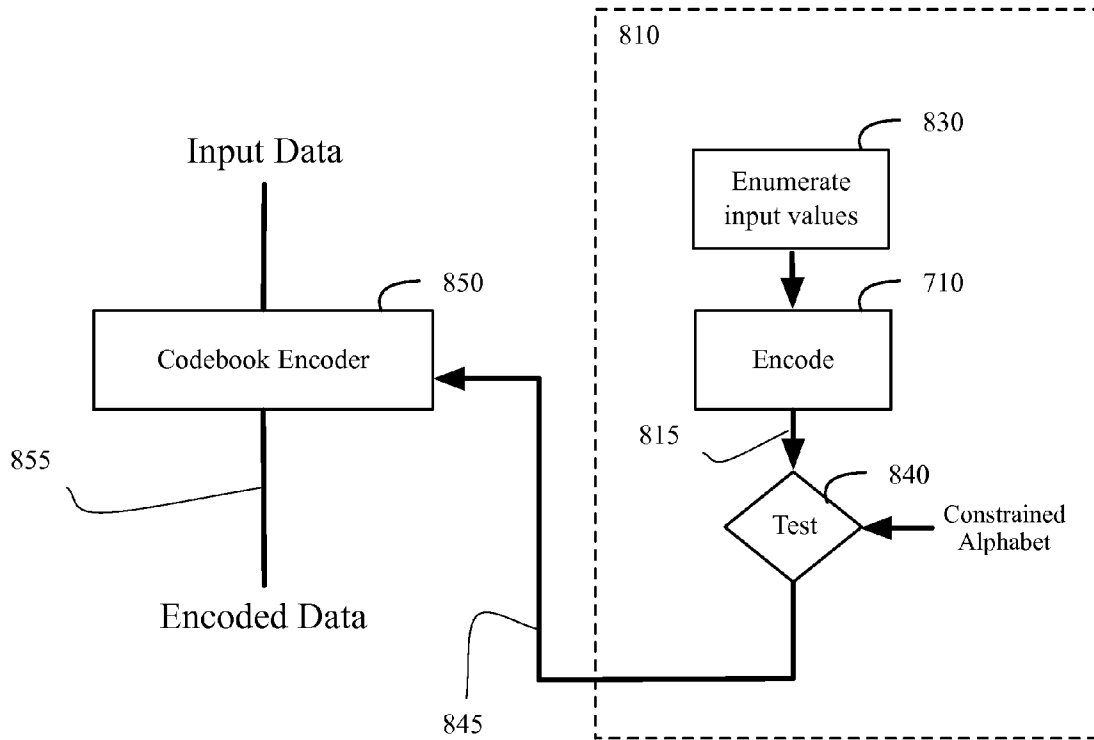 810
830
Input Data
Enumerate
input values
850
710
Codebook Encoder
Encode
815
855
840
Test
Constrained
Alphabet
Encoded Data
845